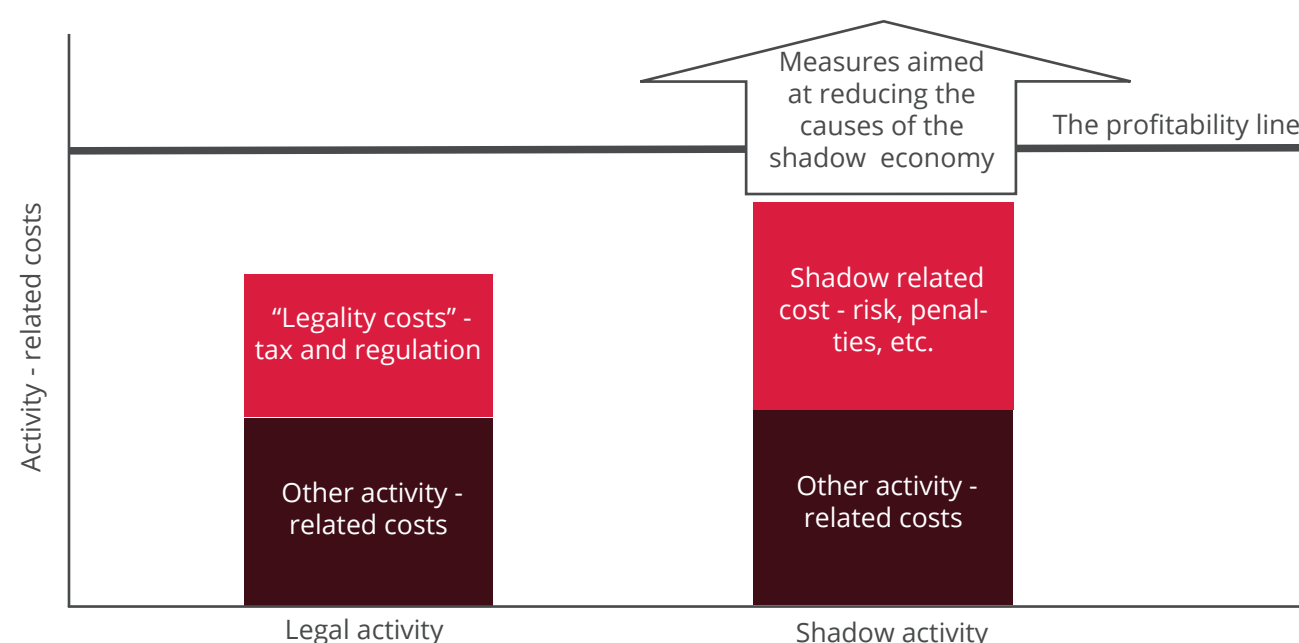 Measures aimed
at reducing the
causes of the
shadow economy
The profitability line
Activity - related costs
“Legality costs” -
tax and regulation
Shadow related
cost - risk, penal-
ties, etc.
Other activity -
related costs
Other activity -
related costs
Legal activity
Shadow activity